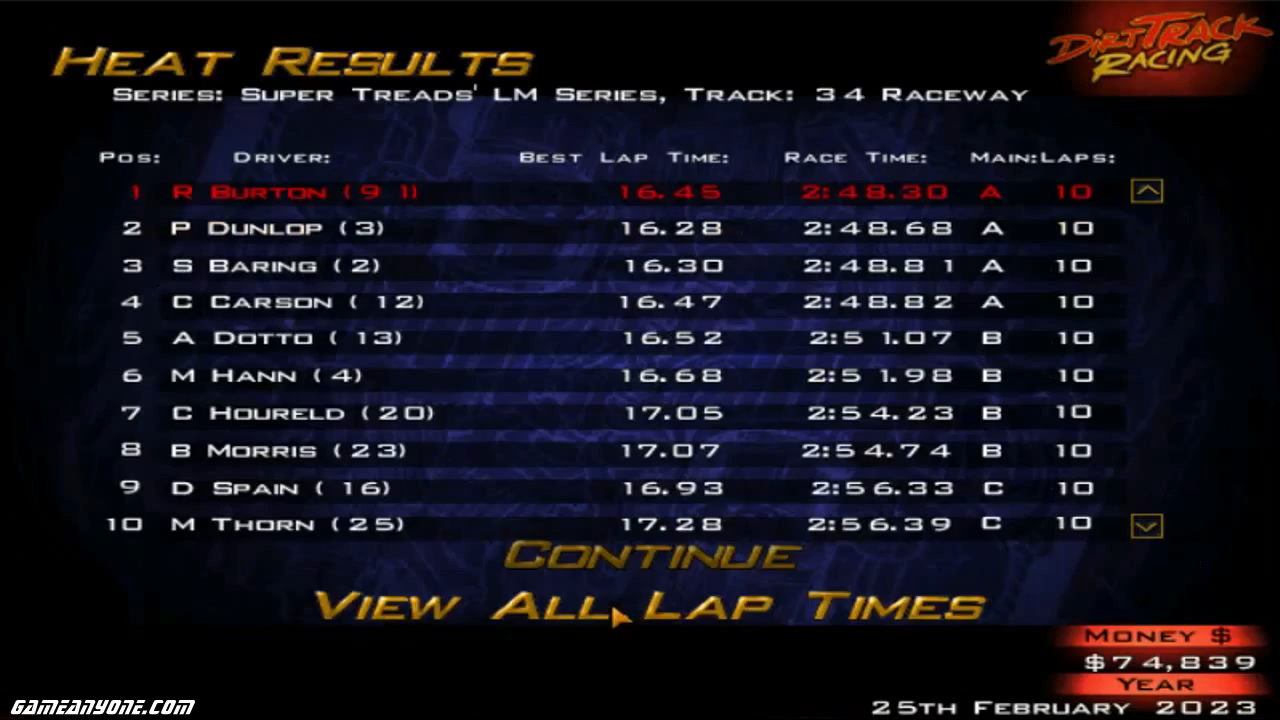 Heat Results
Dirt Track Racing
Series: Super Treads' LM Series, Track: 34 Raceway
Pos: Driver: Best Lap Time: Race Time: Main: Laps:
1 R Burton (91) 16.45 2:48.30 A 10
2 P Dunlop (3) 16.28 2:48.68 A 10
3 S Baring (2) 16.30 2:48.81 A 10
4 C Carson (12) 16.47 2:48.82 A 10
5 A Dotto (13) 16.52 2:51.07 B 10
6 M Hann (4) 16.68 2:51.98 B 10
7 C Houreld (20) 17.05 2:54.23 B 10
8 B Morris (23) 17.07 2:54.74 B 10
9 D Spain (16) 16.93 2:56.33 C 10
10 M Thorn (25) 17.28 2:56.39 C 10
Continue
View All Lap Times
Money $
$74,839
Year
25th February 2023
GAMEANYONE.COM